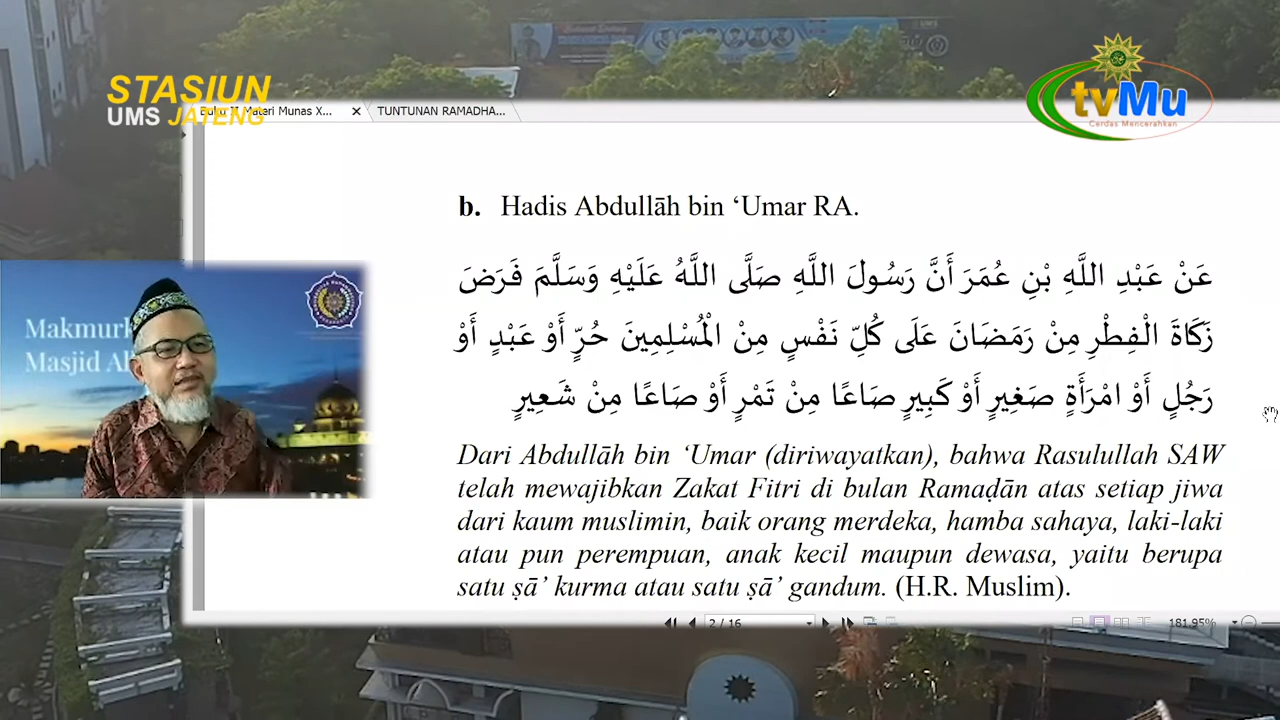 STASIUN
UMS JATENG
Materi Munas X...
TUNTUNAN RAMADHA...
tvMu
Cerdas Mencerahkan
b. Hadis Abdullāh bin ‘Umar RA.
عَنْ عَبْدِ اللَّهِ بْنِ عُمَرَ أَنَّ رَسُولَ اللَّهِ صَلَّى اللَّهُ عَلَيْهِ وَسَلَّمَ فَرَضَ
زَكَاةَ الْفِطْرِ مِنْ رَمَضَانَ عَلَى كُلِّ نَفْسٍ مِنْ الْمُسْلِمِينَ حُرٍّ أَوْ عَبْدٍ أَوْ
رَجُلٍ أَوْ امْرَأَةٍ صَغِيرٍ أَوْ كَبِيرٍ صَاعًا مِنْ تَمْرٍ أَوْ صَاعًا مِنْ شَعِيرٍ
Dari Abdullāh bin ‘Umar (diriwayatkan), bahwa Rasulullah SAW
telah mewajibkan Zakat Fitri di bulan Ramaḍān atas setiap jiwa
dari kaum muslimin, baik orang merdeka, hamba sahaya, laki-laki
atau pun perempuan, anak kecil maupun dewasa, yaitu berupa
satu ṣā’ kurma atau satu ṣā’ gandum. (H.R. Muslim).
Makmurk
Masjid Al
2 / 16
181,95%